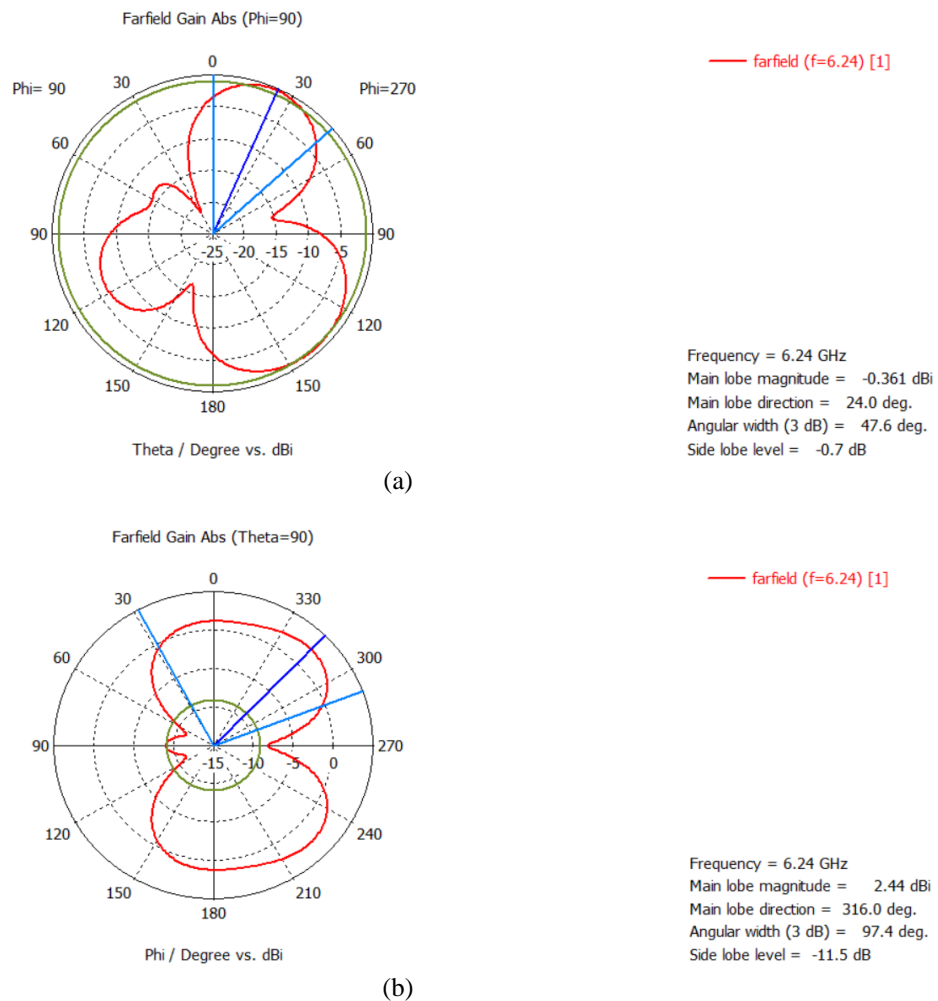 Farfield Gain Abs (Phi=90)
farfield (f=6.24) [1]
0
30 30
Phi= 90 Phi=270
60 60
90 -25 -20 -15 -10 -5 90
120 120
150 150
180
Theta / Degree vs. dBi
Frequency = 6.24 GHz
Main lobe magnitude = -0.361 dBi
Main lobe direction = 24.0 deg.
Angular width (3 dB) = 47.6 deg.
Side lobe level = -0.7 dB
(a)
Farfield Gain Abs (Theta=90)
farfield (f=6.24) [1]
0
30 330
60 300
90 -15 -10 -5 0 270
120 240
150 210
180
Phi / Degree vs. dBi
Frequency = 6.24 GHz
Main lobe magnitude = 2.44 dBi
Main lobe direction = 316.0 deg.
Angular width (3 dB) = 97.4 deg.
Side lobe level = -11.5 dB
(b)